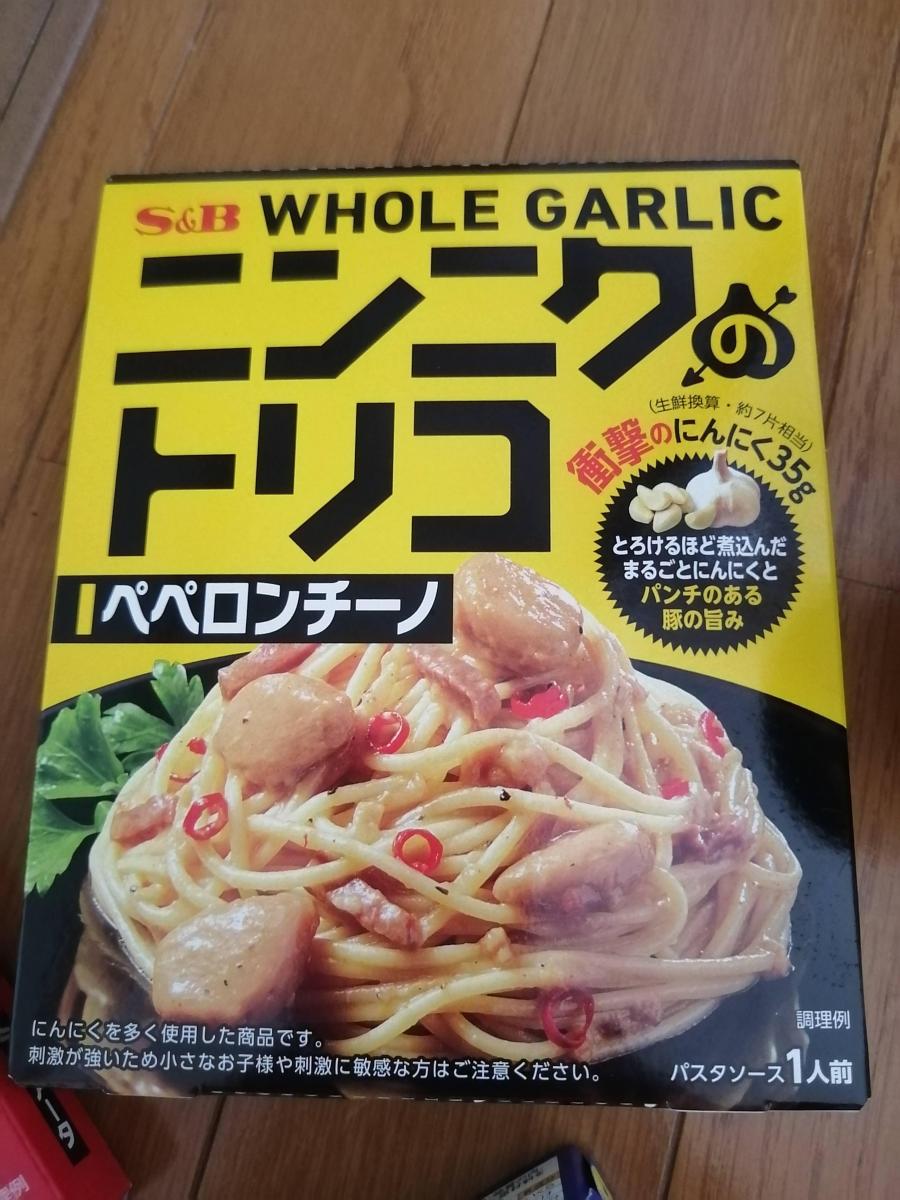 S&B WHOLE GARLIC
ニンニクの
トリコ
(生鮮換算・約7片相当)
衝撃のにんにく35g
とろけるほど煮込んだ
まるごとにんにくと
パンチのある
豚の旨み
ペペロンチーノ
にんにくを多く使用した商品です。
刺激が強いため小さなお子様や刺激に敏感な方はご注意ください。
調理例
パスタソース1人前
ータ
理例